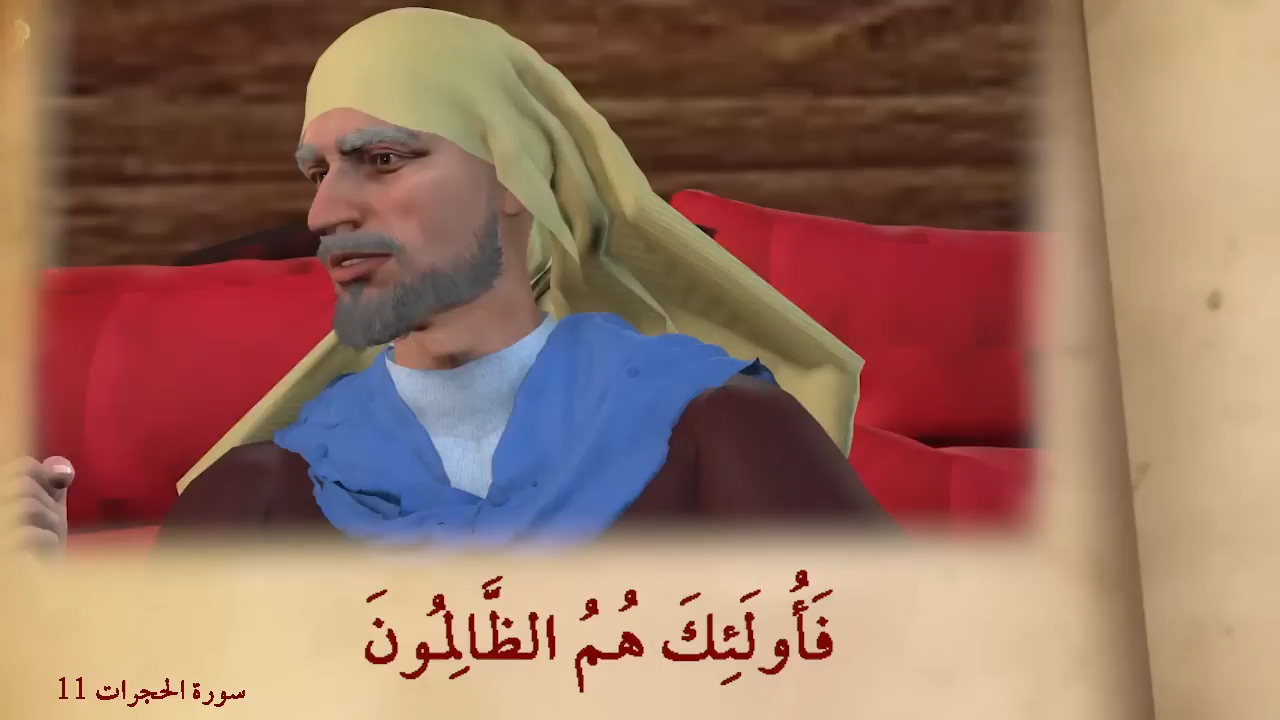 فَأُولَئِكَ هُمُ الظَّالِمُونَ
سورة الحجرات 11